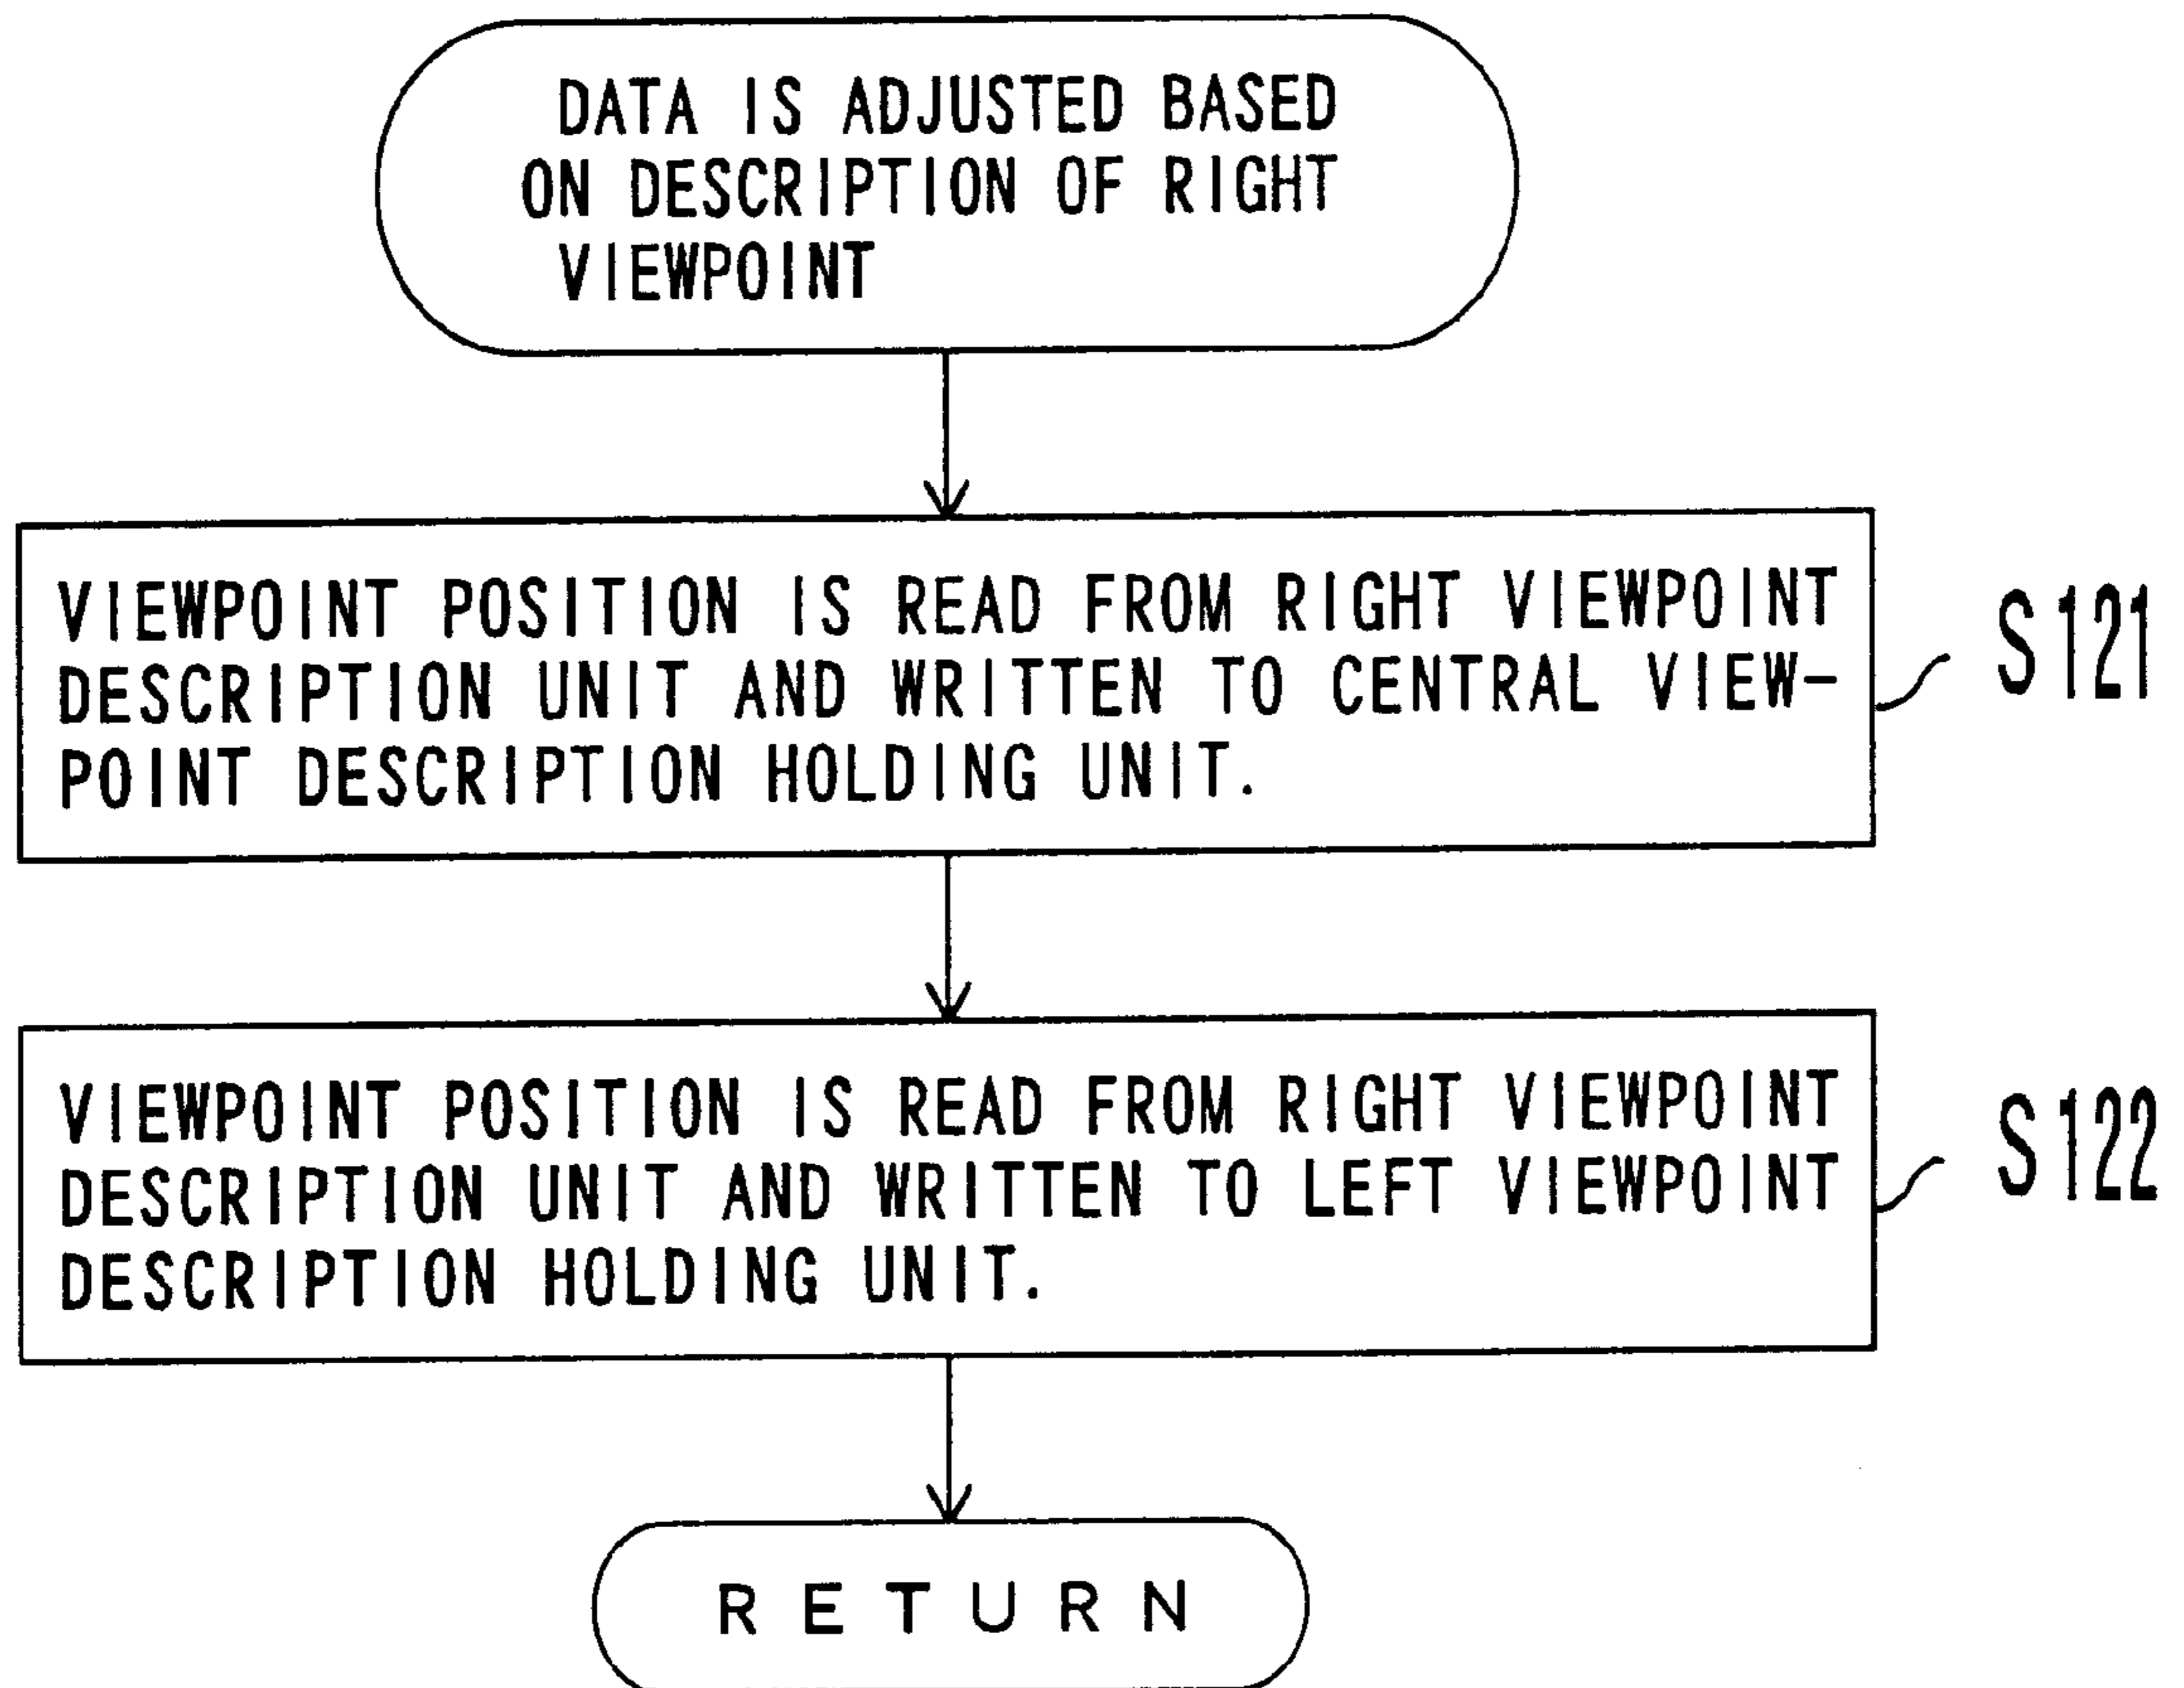 DATA IS ADJUSTED BASED
ON DESCRIPTION OF RIGHT
VIEWPOINT
VIEWPOINT POSITION IS READ FROM RIGHT VIEWPOINT
DESCRIPTION UNIT AND WRITTEN TO CENTRAL VIEW-
POINT DESCRIPTION HOLDING UNIT.
S121
VIEWPOINT POSITION IS READ FROM RIGHT VIEWPOINT
DESCRIPTION UNIT AND WRITTEN TO LEFT VIEWPOINT
DESCRIPTION HOLDING UNIT.
S122
RETURN